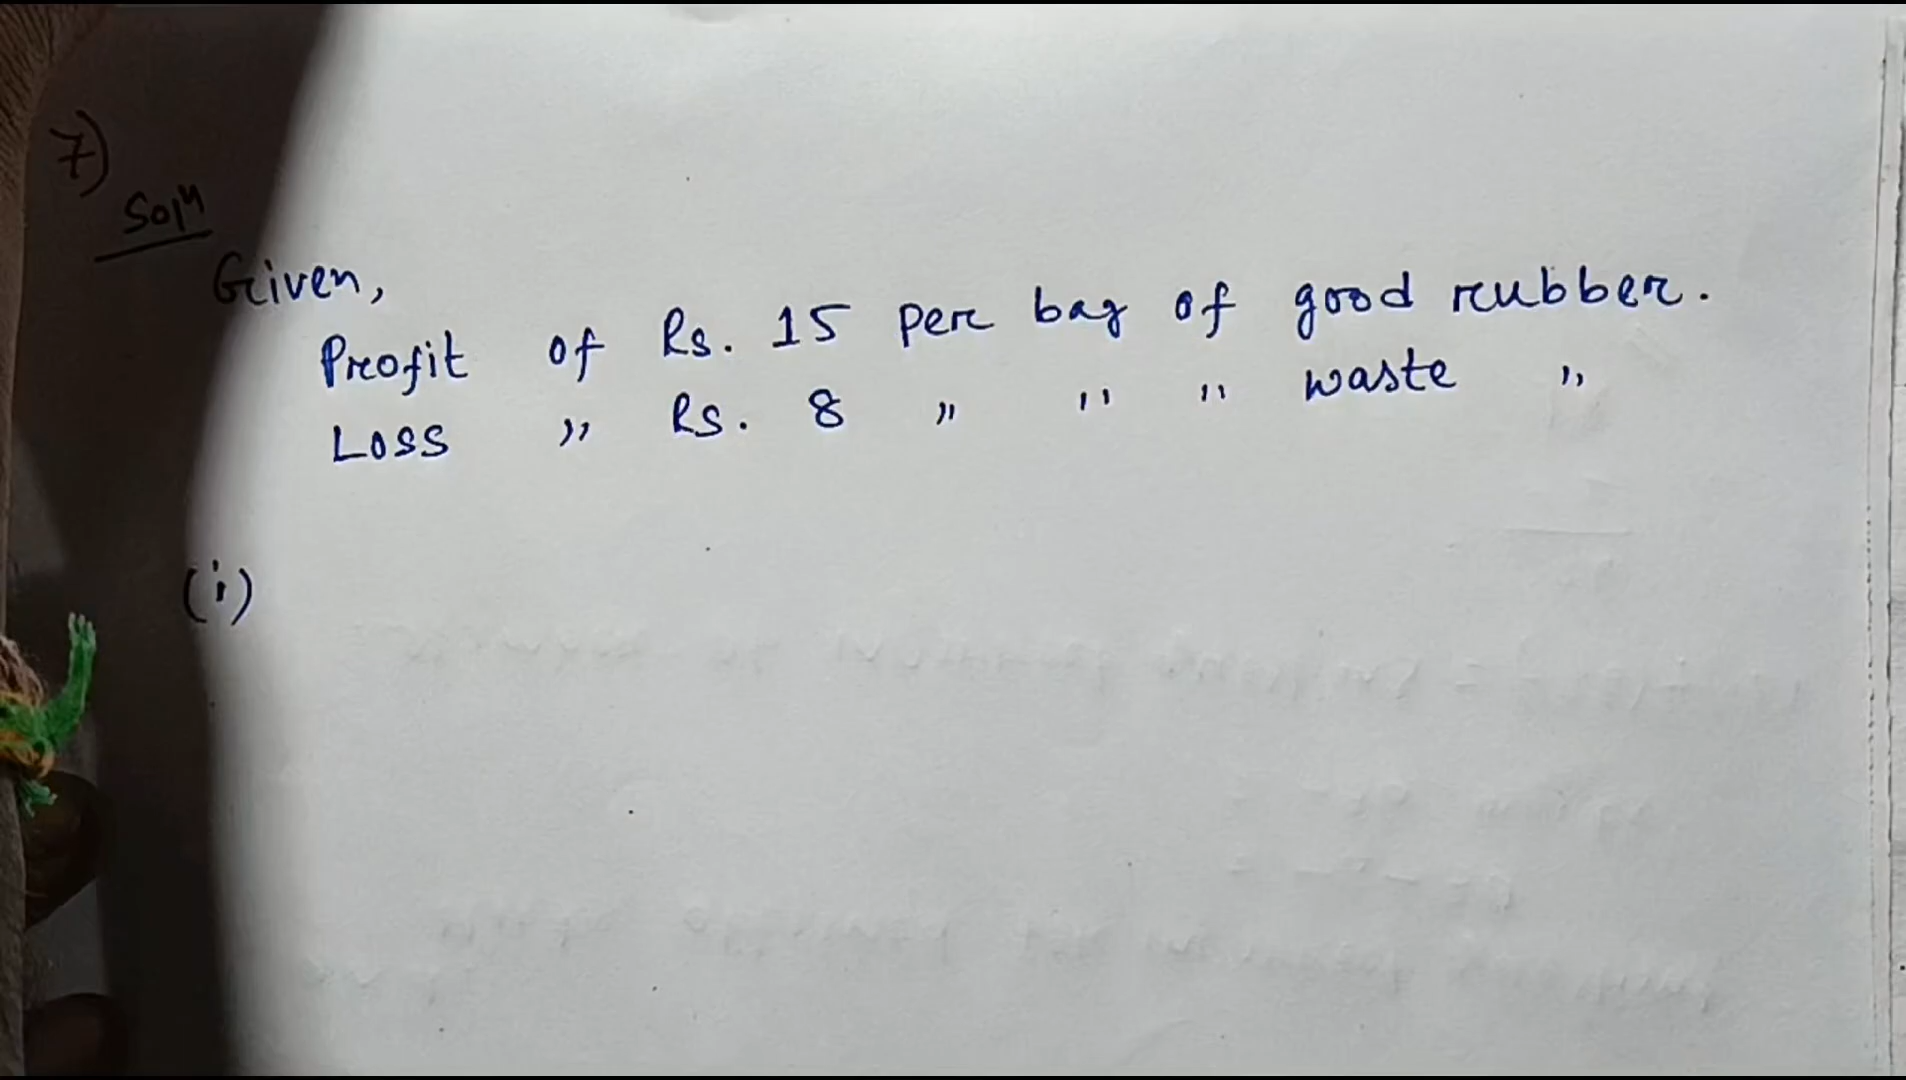 7)
Soln
Given,
Profit of Rs. 15 per bag of good rubber.
Loss " Rs. 8 " " " waste "
(i)